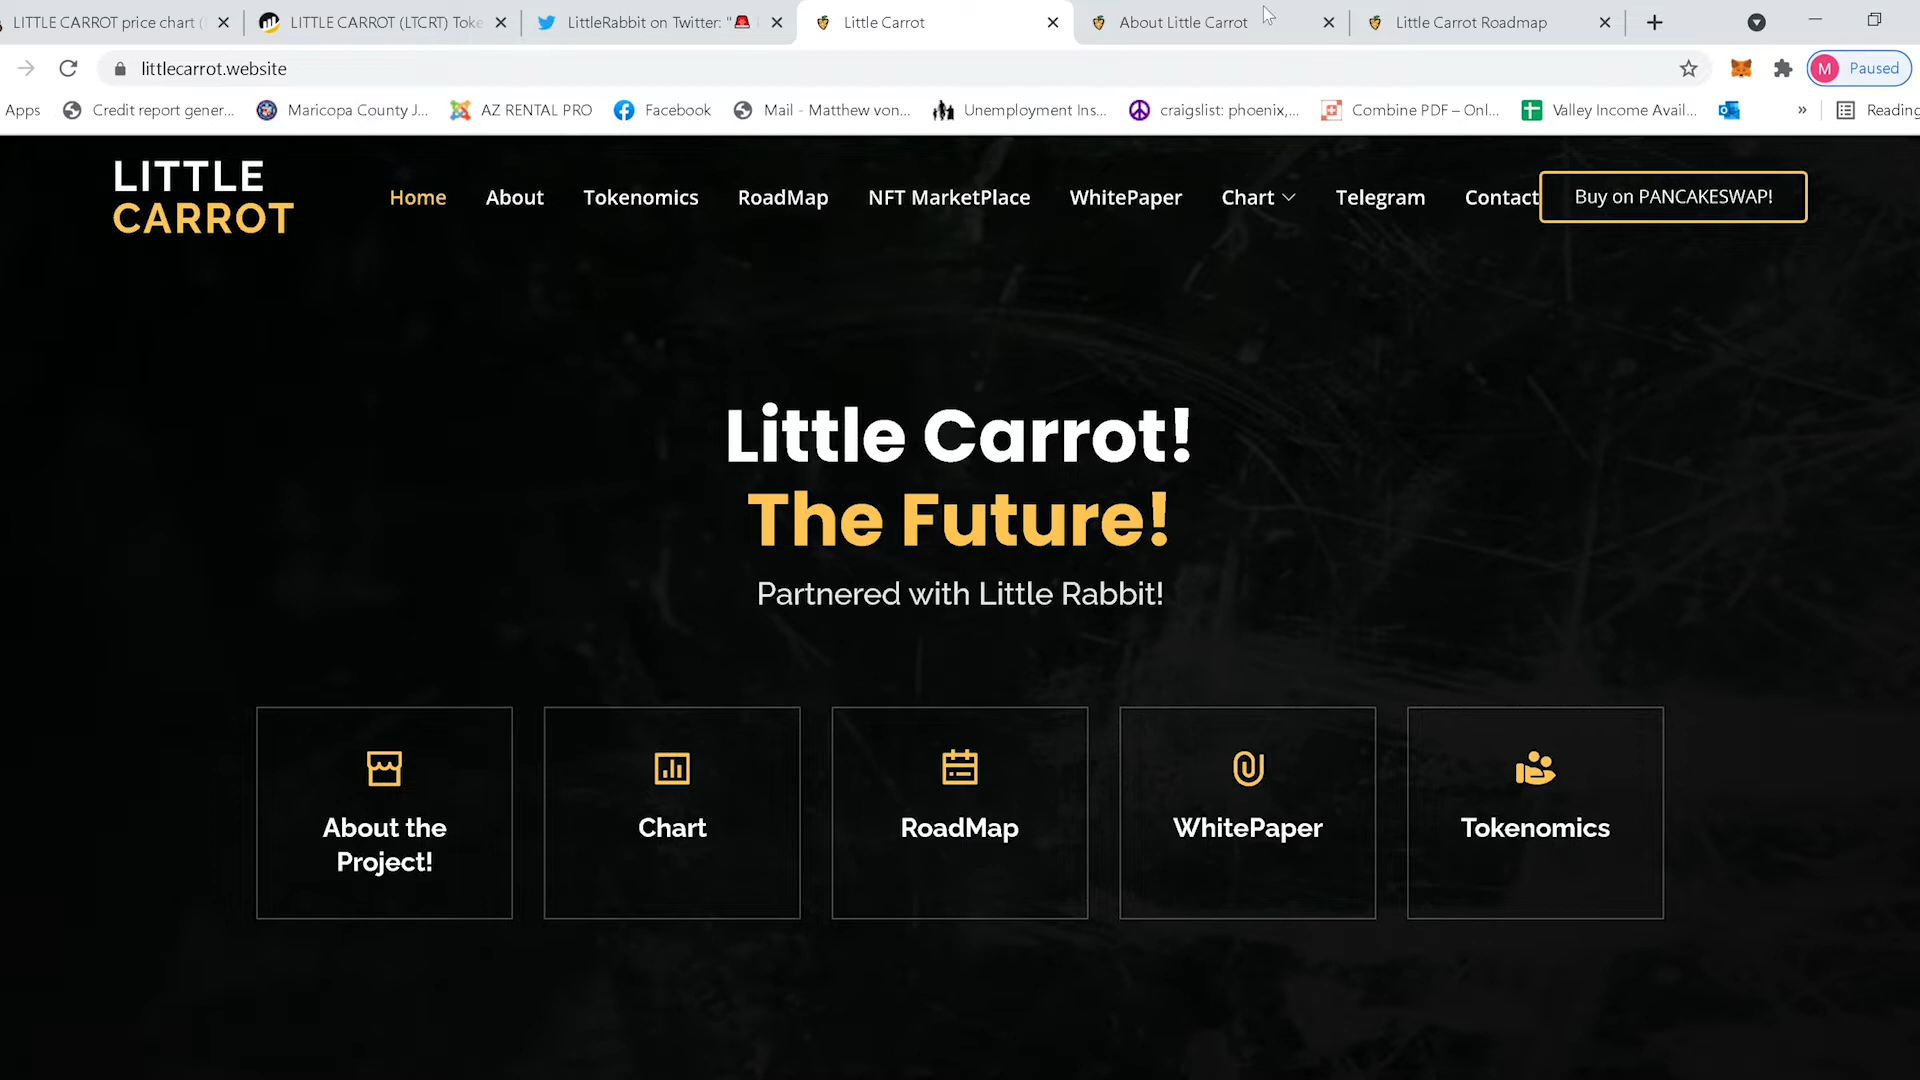 LITTLE CARROT price chart (
LITTLE CARROT (LTCRT) Toke
LittleRabbit on Twitter: "🚨
Little Carrot
About Little Carrot
Little Carrot Roadmap
littlecarrot.website
M Paused
Apps
Credit report gener...
Maricopa County J...
AZ RENTAL PRO
Facebook
Mail - Matthew von...
Unemployment Ins...
craigslist: phoenix,...
Combine PDF – Onl...
Valley Income Avail...
»
Reading
LITTLE
CARROT
Home
About
Tokenomics
RoadMap
NFT MarketPlace
WhitePaper
Chart
Telegram
Contact
Buy on PANCAKESWAP!
Little Carrot!
The Future!
Partnered with Little Rabbit!
About the
Project!
Chart
RoadMap
WhitePaper
Tokenomics